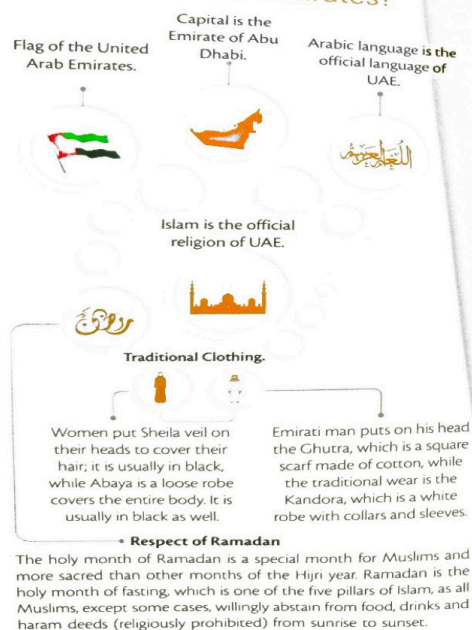 Capital is the
Emirate of Abu
Dhabi.
Flag of the United
Arab Emirates.
Arabic language is the
official language of
UAE.
اللغة العربية
Islam is the official
religion of UAE.
Traditional Clothing.
Women put Sheila veil on
their heads to cover their
hair; it is usually in black,
while Abaya is a loose robe
covers the entire body. It is
usually in black as well.
Emirati man puts on his head
the Ghutra, which is a square
scarf made of cotton, while
the traditional wear is the
Kandora, which is a white
robe with collars and sleeves.
Respect of Ramadan
The holy month of Ramadan is a special month for Muslims and
more sacred than other months of the Hijri year. Ramadan is the
holy month of fasting, which is one of the five pillars of Islam, as all
Muslims, except some cases, willingly abstain from food, drinks and
haram deeds (religiously prohibited) from sunrise to sunset.